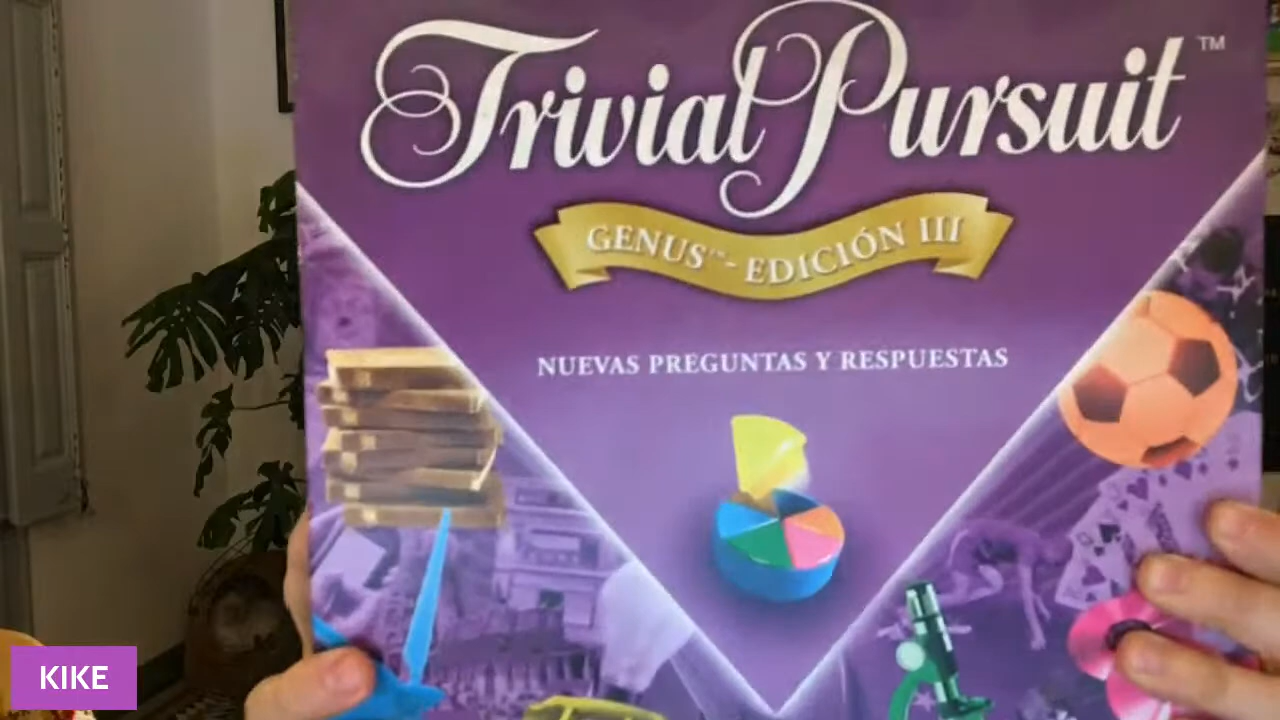 Trivial Pursuit™
GENUS™ - EDICIÓN III
NUEVAS PREGUNTAS Y RESPUESTAS
KIKE